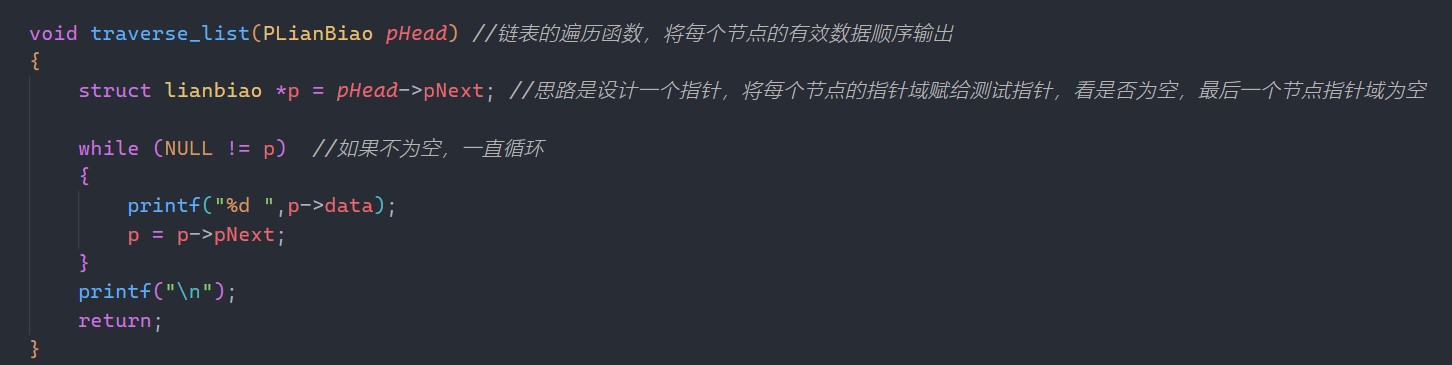 void traverse_list(PLianBiao pHead) //链表的遍历函数，将每个节点的有效数据顺序输出
{
    struct lianbiao *p = pHead->pNext; //思路是设计一个指针，将每个节点的指针域赋给测试指针，看是否为空，最后一个节点指针域为空
    while (NULL != p)  //如果不为空，一直循环
    {
        printf("%d ",p->data);
        p = p->pNext;
    }
    printf("\n");
    return;
}